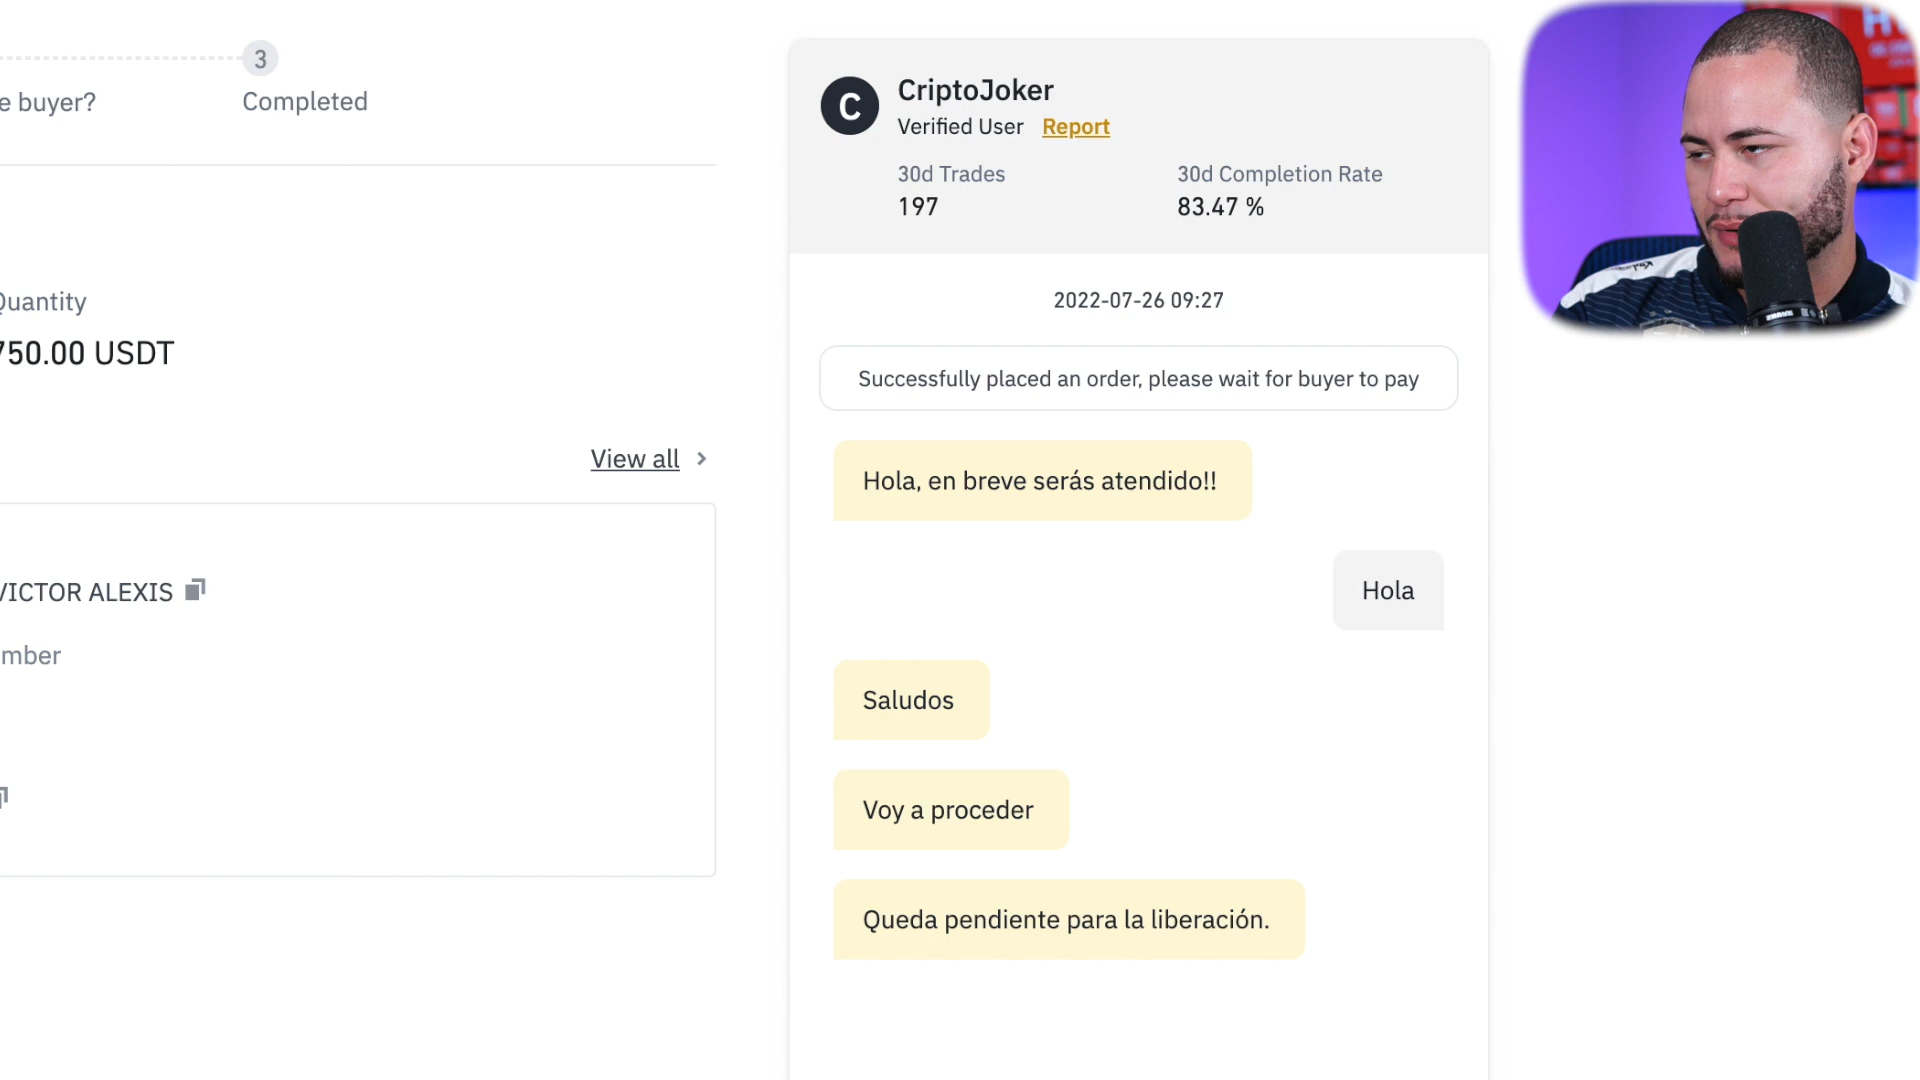 3
e buyer?
Completed
Quantity
750.00 USDT
View all
VICTOR ALEXIS
mber
C
CriptoJoker
Verified User Report
30d Trades
30d Completion Rate
197
83.47 %
2022-07-26 09:27
Successfully placed an order, please wait for buyer to pay
Hola, en breve serás atendido!!
Hola
Saludos
Voy a proceder
Queda pendiente para la liberación.